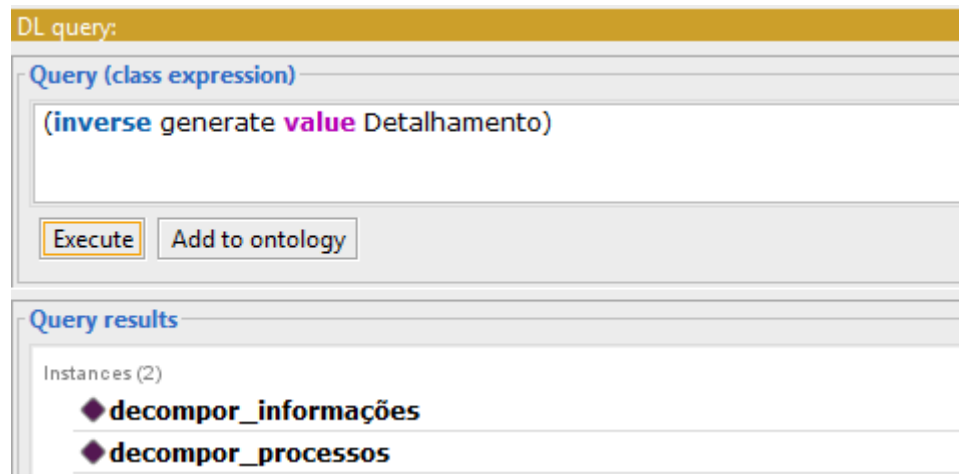 DL query:
Query (class expression)
(inverse generate value Detalhamento)
Execute Add to ontology
Query results
Instances (2)
decompor_informações
decompor_processos